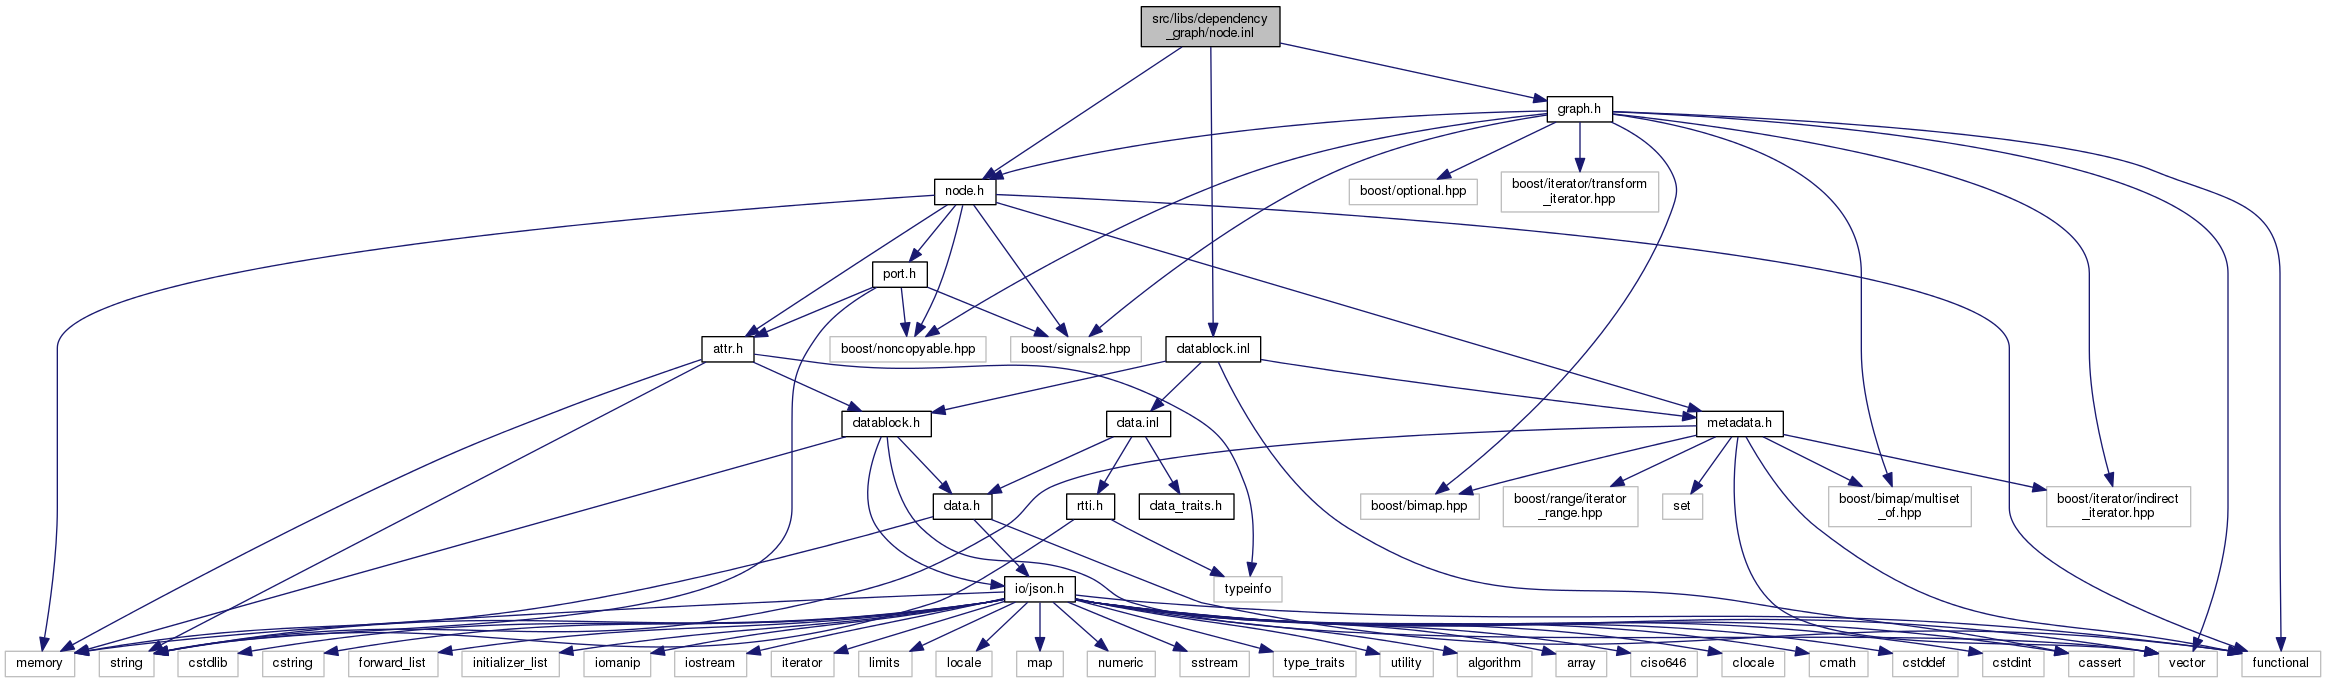 src/libs/dependency
_graph/node.inl
graph.h
node.h
boost/optional.hpp
boost/iterator/transform
_iterator.hpp
port.h
attr.h
boost/noncopyable.hpp
boost/signals2.hpp
datablock.inl
datablock.h
data.inl
metadata.h
data.h
rtti.h
data_traits.h
boost/bimap.hpp
boost/range/iterator
_range.hpp
set
boost/bimap/multiset
_of.hpp
boost/iterator/indirect
_iterator.hpp
io/json.h
typeinfo
memory
string
cstdlib
cstring
forward_list
initializer_list
iomanip
iostream
iterator
limits
locale
map
numeric
sstream
type_traits
utility
algorithm
array
ciso646
clocale
cmath
cstddef
cstdint
cassert
vector
functional